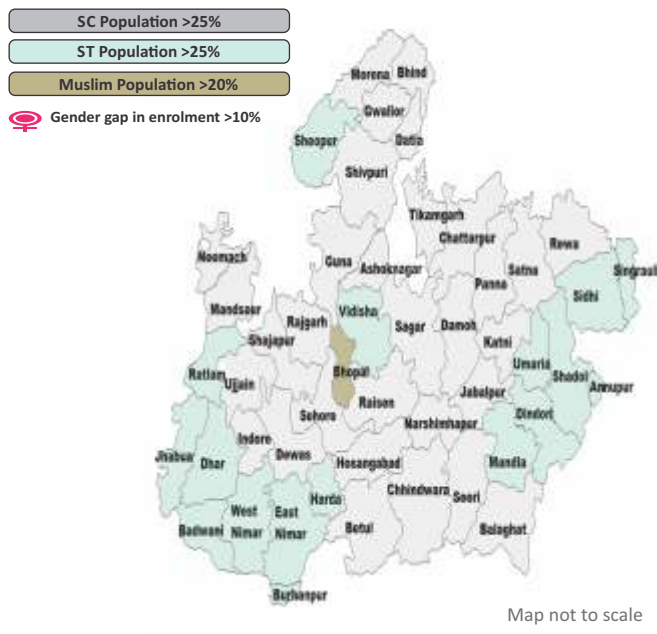 SC Population >25%
ST Population >25%
Muslim Population >20%
Gender gap in enrolment >10%
Morena Bhind
Gwalior
Sheopur
Datia
Shivpuri
Tikamgarh
Chattarpur
Rewa
Neemach
Guna
Ashoknagar
Satna
Singrauli
Panna
Sidhi
Mandsaur
Vidisha
Rajgarh
Sagar
Damoh
Shajapur
Katni
Umaria
Ratlam
Bhopal
Shadol
Ujjain
Annupur
Jabalpur
Raisen
Sehore
Dindori
Narshimhapur
Indore
Dewas
Jhabua
Dhar
Hosangabad
Mandla
Chhindwara
Harda
Seoni
West
Nimar
East
Nimar
Badwani
Betul
Balaghat
Burhanpur
Map not to scale